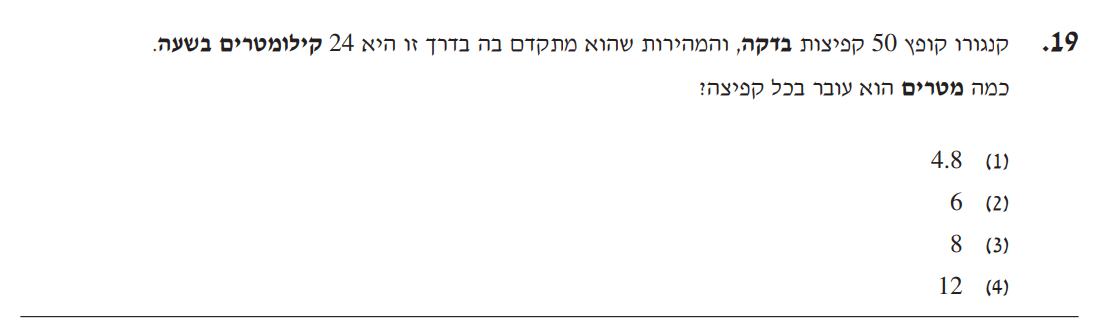 19. קנגורו קופץ 50 קפיצות בדקה, והמהירות שהוא מתקדם בה בדרך זו היא 24 קילומטרים בשעה.
כמה מטרים הוא עובר בכל קפיצה?
(1) 4.8
(2) 6
(3) 8
(4) 12